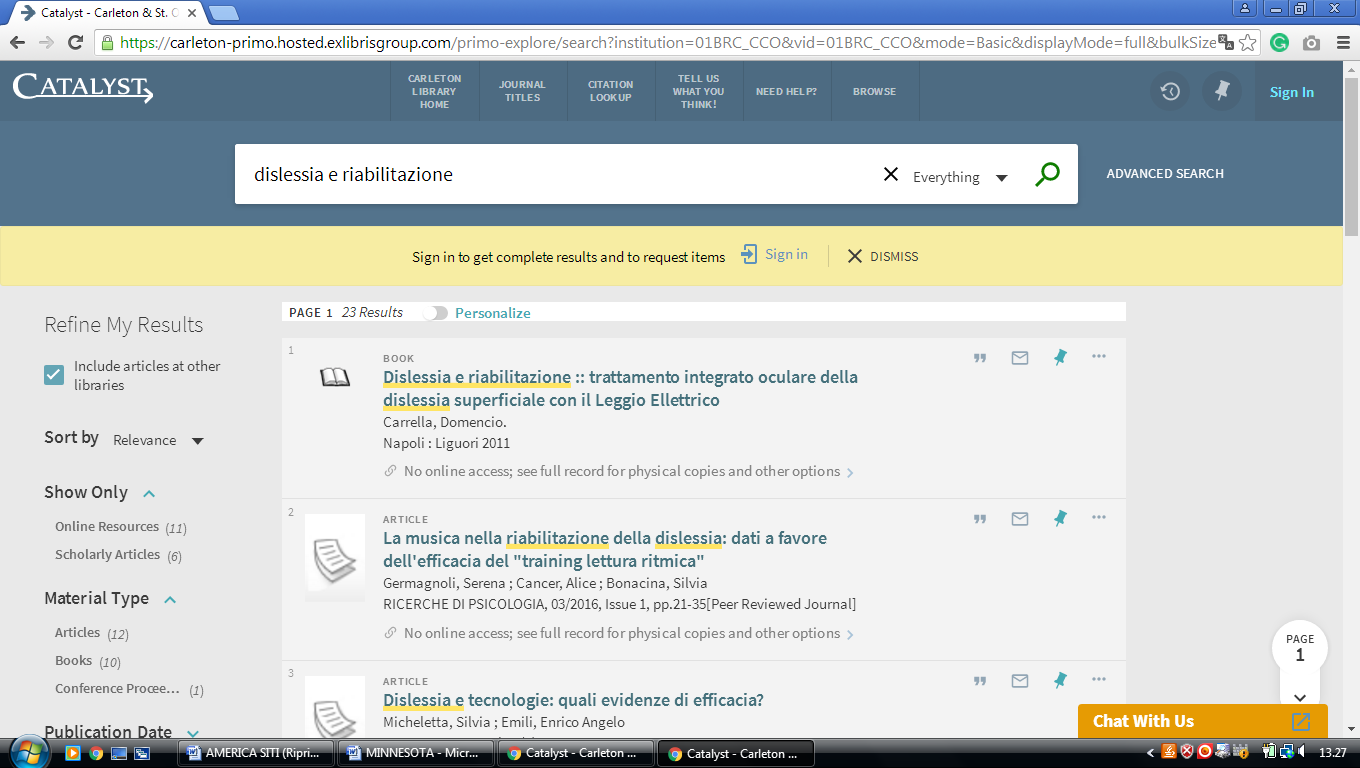 Catalyst - Carleton & St. C
https://carleton-primo.hosted.exlibrisgroup.com/primo-explore/search?institution=01BRC_CCO&vid=01BRC_CCO&mode=Basic&displayMode=full&bulkSize
CATALYST
CARLETON LIBRARY HOME
JOURNAL TITLES
CITATION LOOKUP
TELL US WHAT YOU THINK!
NEED HELP?
BROWSE
Sign In
dislessia e riabilitazione
Everything
ADVANCED SEARCH
Sign in to get complete results and to request items
Sign in
DISMISS
Refine My Results
Include articles at other
libraries
Sort by Relevance
Show Only
Online Resources (11)
Scholarly Articles (6)
Material Type
Articles (12)
Books (10)
Conference Procee... (1)
Publication Date
PAGE 1 23 Results Personalize
1
BOOK
Dislessia e riabilitazione :: trattamento integrato oculare della
dislessia superficiale con il Leggio Ellettrico
Carrella, Domencio.
Napoli : Liguori 2011
No online access; see full record for physical copies and other options
2
ARTICLE
La musica nella riabilitazione della dislessia: dati a favore
dell'efficacia del "training lettura ritmica"
Germagnoli, Serena ; Cancer, Alice ; Bonacina, Silvia
RICERCHE DI PSICOLOGIA, 03/2016, Issue 1, pp.21-35[Peer Reviewed Journal]
No online access; see full record for physical copies and other options
3
ARTICLE
Dislessia e tecnologie: quali evidenze di efficacia?
Micheletta, Silvia ; Emili, Enrico Angelo
PAGE
1
Chat With Us
AMERICA SITI (Ripri...
MINNESOTA - Micr...
Catalyst - Carleton ...
Catalyst - Carleton ...
13.27